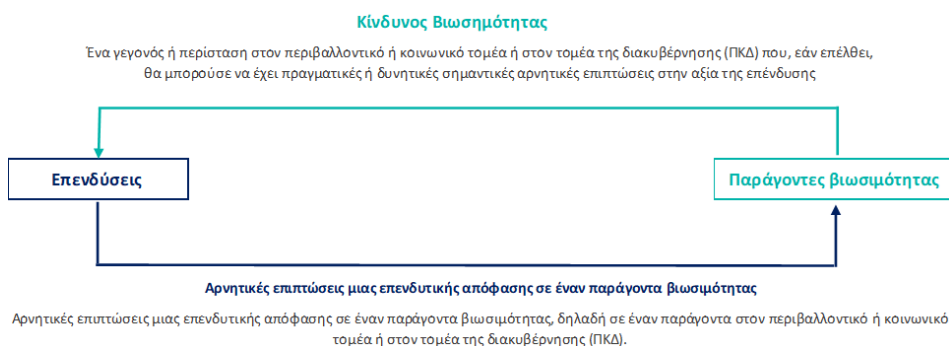 Κίνδυνος Βιωσημότητας
Ένα γεγονός ή περίσταση στον περιβαλλοντικό ή κοινωνικό τομέα ή στον τομέα της διακυβέρνησης (ΠΚΔ) που, εάν επέλθει,
θα μπορούσε να έχει πραγματικές ή δυνητικές σημαντικές αρνητικές επιπτώσεις στην αξία της επένδυσης
Επενδύσεις
Παράγοντες βιωσιμότητας
Αρνητικές επιπτώσεις μιας επενδυτικής απόφασης σε έναν παράγοντα βιωσιμότητας
Αρνητικές επιπτώσεις μιας επενδυτικής απόφασης σε έναν παράγοντα βιωσιμότητας, δηλαδή σε έναν παράγοντα στον περιβαλλοντικό ή κοινωνικό
τομέα ή στον τομέα της διακυβέρνησης (ΠΚΔ).